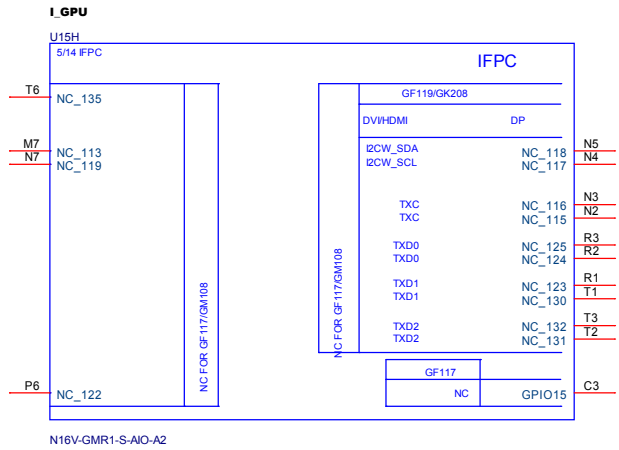 I_GPU
U15H
5/14 IFPC
IFPC
T6
NC_135
GF119/GK208
DVI/HDMI
DP
M7
NC_113
N7
NC_119
I2CW_SDA
NC_118
N5
I2CW_SCL
NC_117
N4
TXC
NC_116
N3
TXC
NC_115
N2
TXD0
NC_125
R3
TXD0
NC_124
R2
TXD1
NC_123
R1
TXD1
NC_130
T1
TXD2
NC_132
T3
TXD2
NC_131
T2
NC FOR GF117/GM108
NC FOR GF117/GM108
GF117
P6
NC_122
NC
GPIO15
C3
N16V-GMR1-S-AIO-A2